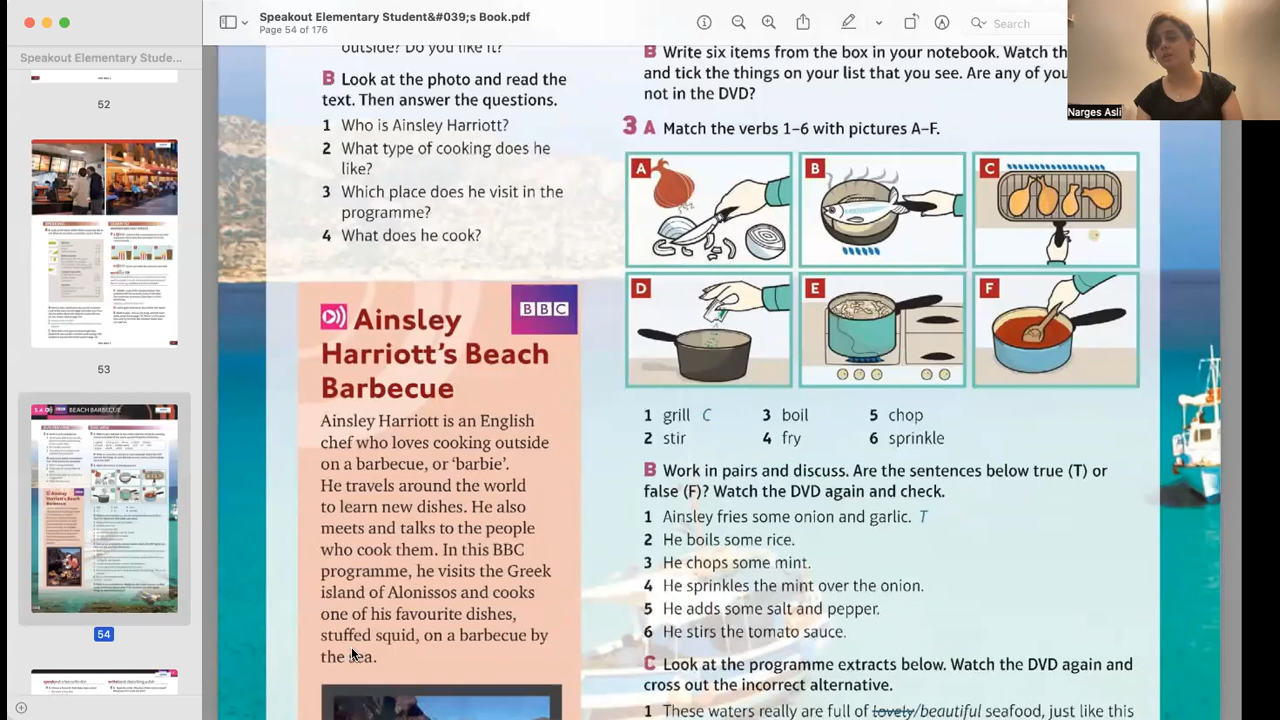 Speakout Elementary Student&#039;s Book.pdf
Page 54 of 176
Search
Speakout Elementary Stude...
52
53
BEACH BARBECUE
Ainsley
Harriott's Beach
Barbecue
54
outside? Do you like it?
B Look at the photo and read the
text. Then answer the questions.
1 Who is Ainsley Harriott?
2 What type of cooking does he
like?
3 Which place does he visit in the
programme?
4 What does he cook?
BBC
Ainsley
Harriott's Beach
Barbecue
Ainsley Harriott is an English
chef who loves cooking outside
on a barbecue, or 'barbie'
He travels around the world
to learn new dishes. He also
meets and talks to the people
who cook them. In this BBC
programme, he visits the Greek
island of Alonissos and cooks
one of his favourite dishes,
stuffed squid, on a barbecue by
the sea.
B Write six items from the box in your notebook. Watch th
and tick the things on your list that you see. Are any of you
not in the DVD?
3 A Match the verbs 1–6 with pictures A–F.
A
B
C
D
E
F
1 grill C
3 boil
5 chop
2 stir
4 fry
6 sprinkle
B Work in pairs and discuss. Are the sentences below true (T) or
false (F)? Watch the DVD again and check.
1 Ainsley fries some onion and garlic. T
2 He boils some rice.
3 He chops some mint.
4 He sprinkles the mint over the onion.
5 He adds some salt and pepper.
6 He stirs the tomato sauce.
C Look at the programme extracts below. Watch the DVD again and
cross out the incorrect alternative.
1 These waters really are full of lovely/beautiful seafood, just like this
Narges Asli